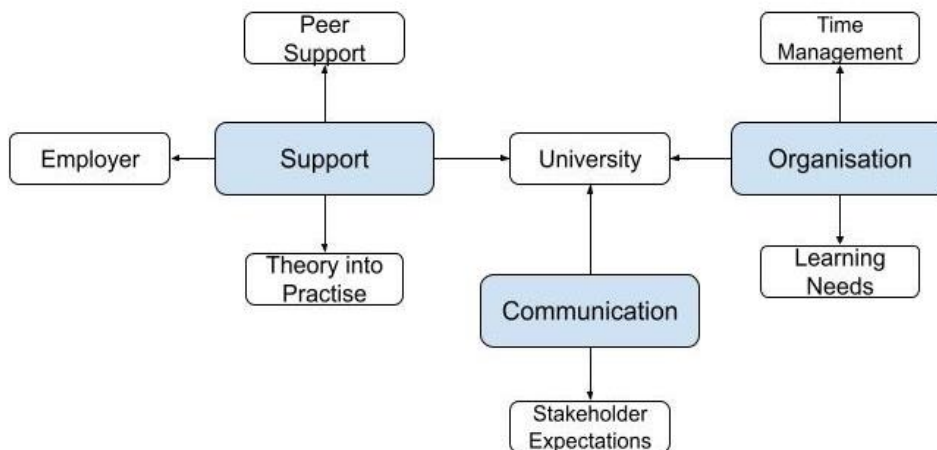 Peer
Support
Time
Management
Employer
Support
University
Organisation
Theory into
Practise
Learning
Needs
Communication
Stakeholder
Expectations